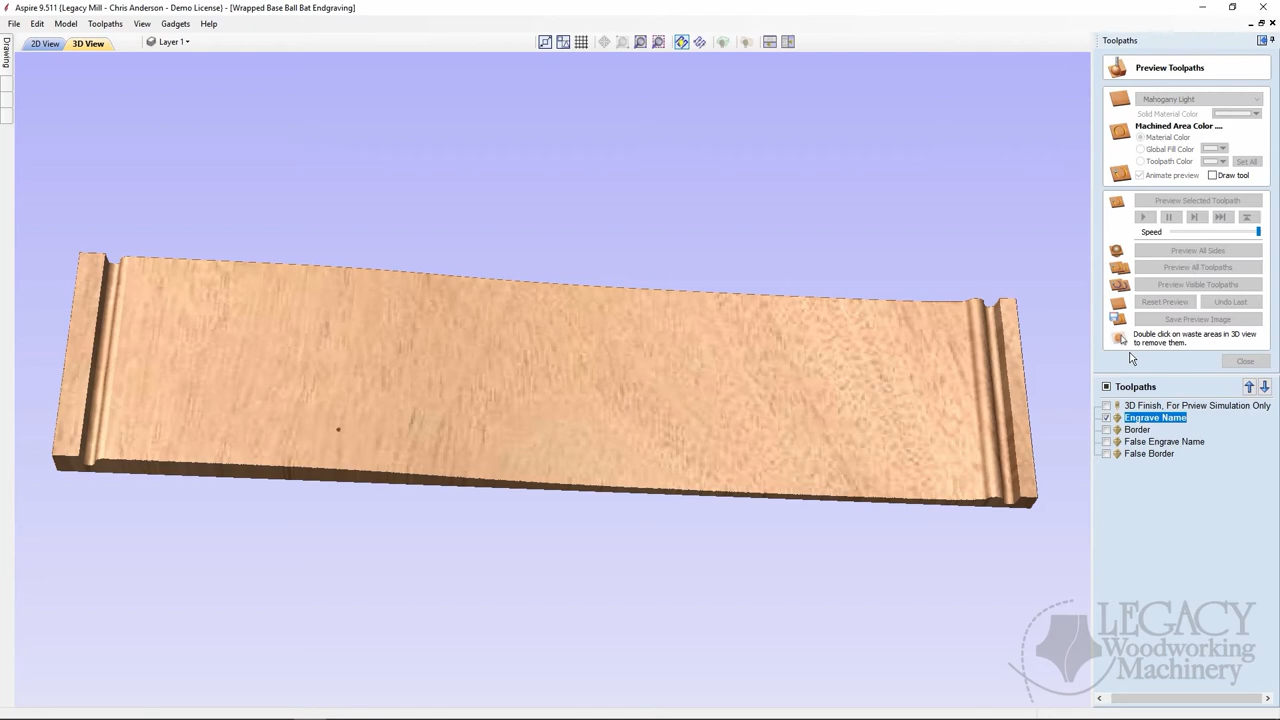 Aspire 9.511 (Legacy Mill - Chris Anderson - Demo License) - [Wrapped Base Ball Bat Endgraving]
File Edit Model Toolpaths View Gadgets Help
2D View 3D View Layer 1
Drawing
Toolpaths
Preview Toolpaths
Mahogany Light
Solid Material Color
Machined Area Color ....
Material Color
Global Fill Color
Toolpath Color Set All
Animate preview Draw tool
Preview Selected Toolpath
Speed
Preview All Sides
Preview All Toolpaths
Preview Visible Toolpaths
Reset Preview Undo Last
Save Preview Image
Double click on waste areas in 3D view
to remove them.
Close
Toolpaths
3D Finish, For Prview Simulation Only
Engrave Name
Border
False Engrave Name
False Border
LEGACY
Woodworking
Machinery